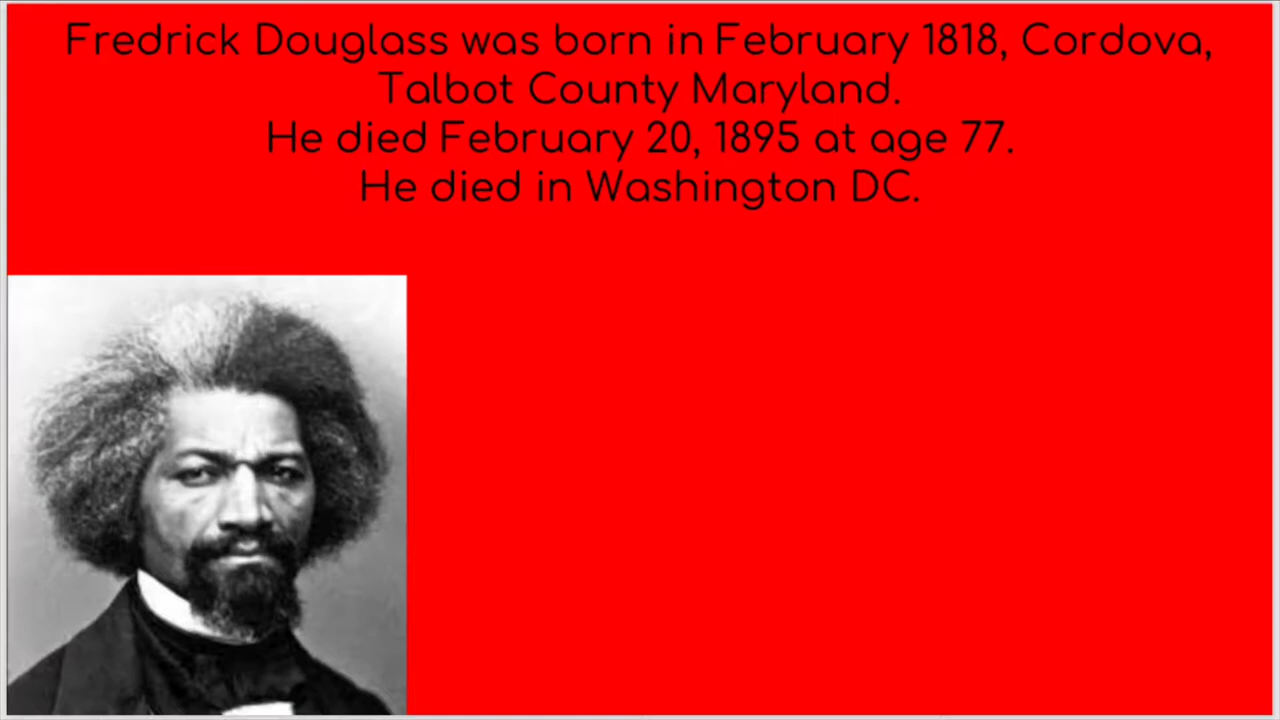 Fredrick Douglass was born in February 1818, Cordova,
Talbot County Maryland.
He died February 20, 1895 at age 77.
He died in Washington DC.